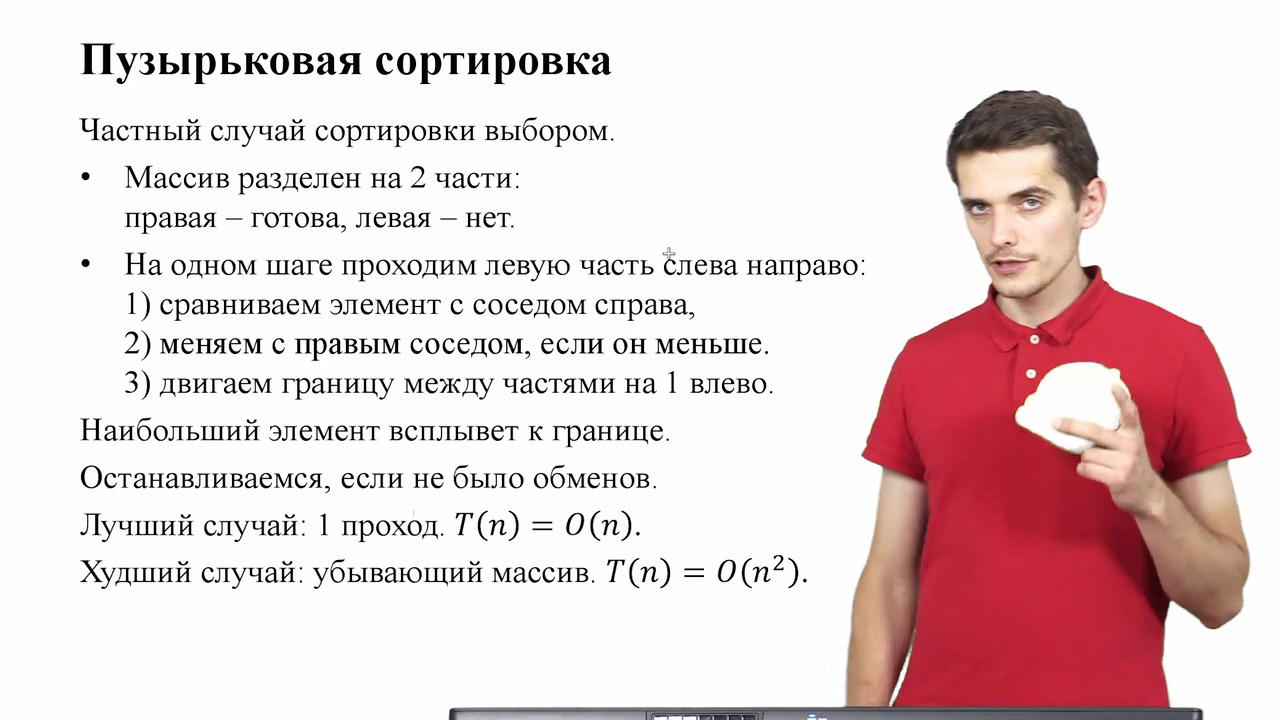 Пузырьковая сортировка
Частный случай сортировки выбором.
• Массив разделен на 2 части:
правая – готова, левая – нет.
• На одном шаге проходим левую часть слева направо:
1) сравниваем элемент с соседом справа,
2) меняем с правым соседом, если он меньше.
3) двигаем границу между частями на 1 влево.
Наибольший элемент всплывет к границе.
Останавливаемся, если не было обменов.
Лучший случай: 1 проход. T(n) = O(n).
Худший случай: убывающий массив. T(n) = O(n²).